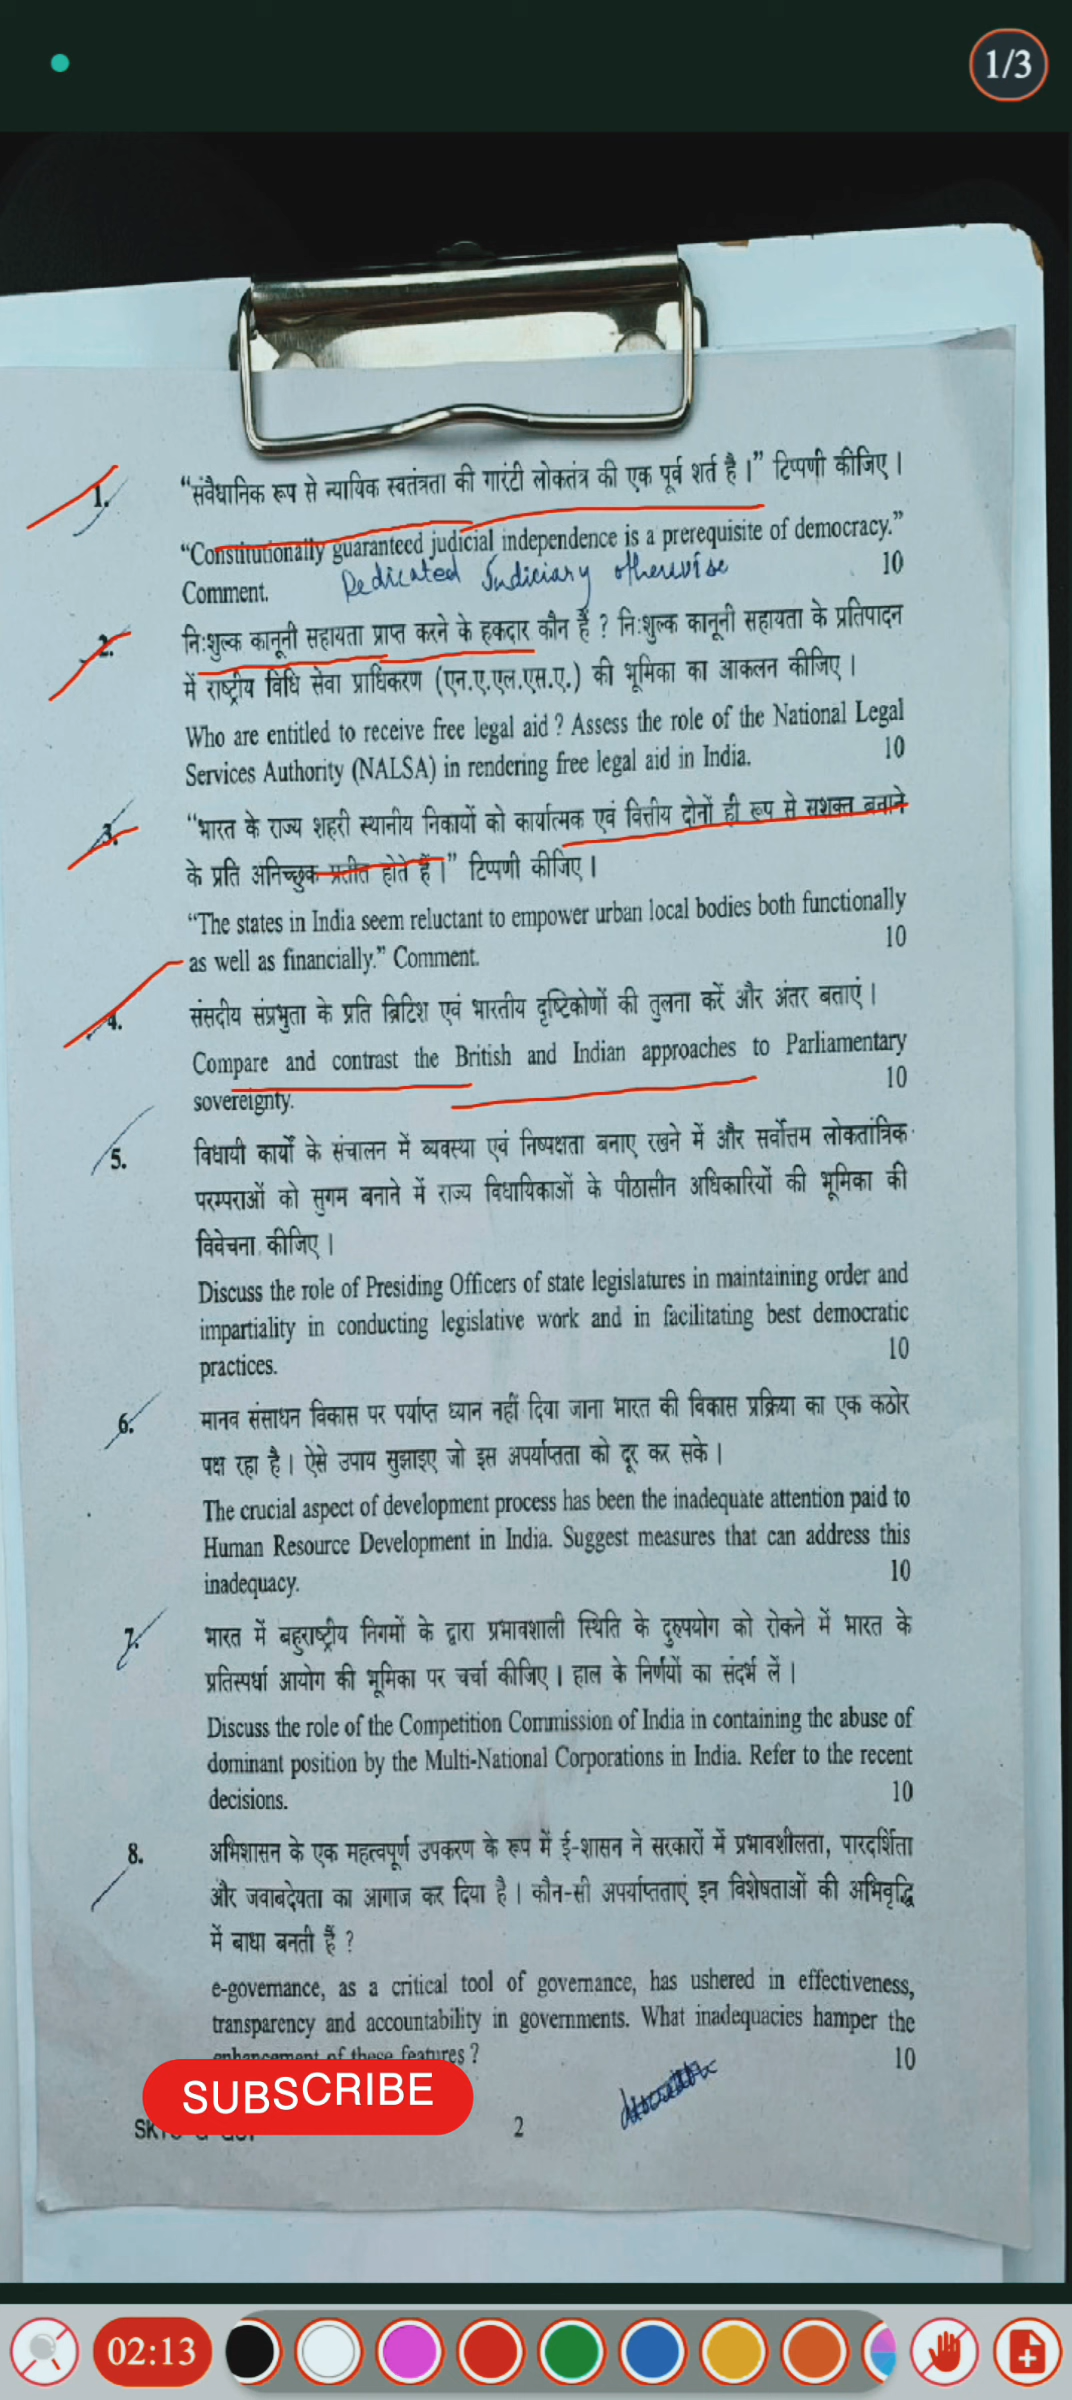 1/3
1. “संवैधानिक रूप से न्यायिक स्वतंत्रता की गारंटी लोकतंत्र की एक पूर्व शर्त है।” टिप्पणी कीजिए।
“Constitutionally guaranteed judicial independence is a prerequisite of democracy.”
Comment. 10
Dedicated Judiciary otherwise
2. नि:शुल्क कानूनी सहायता प्राप्त करने के हकदार कौन हैं ? नि:शुल्क कानूनी सहायता के प्रतिपादन
में राष्ट्रीय विधि सेवा प्राधिकरण (एन.ए.एल.एस.ए.) की भूमिका का आकलन कीजिए।
Who are entitled to receive free legal aid ? Assess the role of the National Legal
Services Authority (NALSA) in rendering free legal aid in India. 10
3. “भारत के राज्य शहरी स्थानीय निकायों को कार्यात्मक एवं वित्तीय दोनों ही रूप से सशक्त बनाने
के प्रति अनिच्छुक प्रतीत होते हैं।” टिप्पणी कीजिए।
“The states in India seem reluctant to empower urban local bodies both functionally
as well as financially.” Comment. 10
4. संसदीय संप्रभुता के प्रति ब्रिटिश एवं भारतीय दृष्टिकोणों की तुलना करें और अंतर बताएं।
Compare and contrast the British and Indian approaches to Parliamentary
sovereignty. 10
5. विधायी कार्यों के संचालन में व्यवस्था एवं निष्पक्षता बनाए रखने में और सर्वोत्तम लोकतांत्रिक
परम्पराओं को सुगम बनाने में राज्य विधायिकाओं के पीठासीन अधिकारियों की भूमिका की
विवेचना कीजिए।
Discuss the role of Presiding Officers of state legislatures in maintaining order and
impartiality in conducting legislative work and in facilitating best democratic
practices. 10
6. मानव संसाधन विकास पर पर्याप्त ध्यान नहीं दिया जाना भारत की विकास प्रक्रिया का एक कठोर
पक्ष रहा है। ऐसे उपाय सुझाइए जो इस अपर्याप्तता को दूर कर सके।
The crucial aspect of development process has been the inadequate attention paid to
Human Resource Development in India. Suggest measures that can address this
inadequacy. 10
7. भारत में बहुराष्ट्रीय निगमों के द्वारा प्रभावशाली स्थिति के दुरुपयोग को रोकने में भारत के
प्रतिस्पर्धा आयोग की भूमिका पर चर्चा कीजिए। हाल के निर्णयों का संदर्भ लें।
Discuss the role of the Competition Commission of India in containing the abuse of
dominant position by the Multi-National Corporations in India. Refer to the recent
decisions. 10
8. अभिशासन के एक महत्वपूर्ण उपकरण के रूप में ई-शासन ने सरकारों में प्रभावशीलता, पारदर्शिता
और जवाबदेयता का आगाज कर दिया है। कौन-सी अपर्याप्तताएं इन विशेषताओं की अभिवृद्धि
में बाधा बनती हैं ?
e-governance, as a critical tool of governance, has ushered in effectiveness,
transparency and accountability in governments. What inadequacies hamper the
enhancement of these features ? 10
SUBSCRIBE
2
02:13